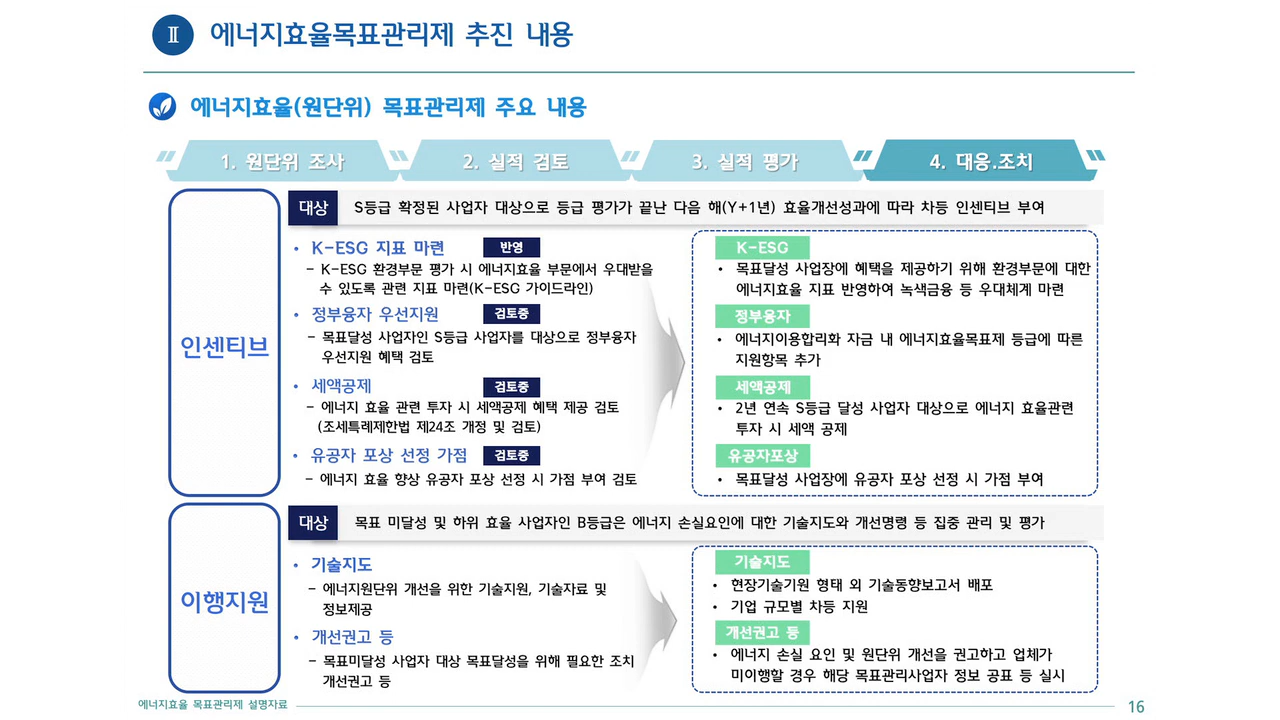 Ⅱ 에너지효율목표관리제 추진 내용
에너지효율(원단위) 목표관리제 주요 내용
1. 원단위 조사
2. 실적 검토
3. 실적 평가
4. 대응.조치
인센티브
대상 S등급 확정된 사업자 대상으로 등급 평가가 끝난 다음 해(Y+1년) 효율개선성과에 따라 차등 인센티브 부여
• K-ESG 지표 마련 반영
– K-ESG 환경부문 평가 시 에너지효율 부문에서 우대받을
수 있도록 관련 지표 마련(K-ESG 가이드라인)
• 정부융자 우선지원 검토중
– 목표달성 사업자인 S등급 사업자를 대상으로 정부융자
우선지원 혜택 검토
• 세액공제 검토중
– 에너지 효율 관련 투자 시 세액공제 혜택 제공 검토
(조세특례제한법 제24조 개정 및 검토)
• 유공자 포상 선정 가점 검토중
– 에너지 효율 향상 유공자 포상 선정 시 가점 부여 검토
K-ESG
• 목표달성 사업장에 혜택을 제공하기 위해 환경부문에 대한
에너지효율 지표 반영하여 녹색금융 등 우대체계 마련
정부융자
• 에너지이용합리화 자금 내 에너지효율목표제 등급에 따른
지원항목 추가
세액공제
• 2년 연속 S등급 달성 사업자 대상으로 에너지 효율관련
투자 시 세액 공제
유공자포상
• 목표달성 사업장에 유공자 포상 선정 시 가점 부여
이행지원
대상 목표 미달성 및 하위 효율 사업자인 B등급은 에너지 손실요인에 대한 기술지도와 개선명령 등 집중 관리 및 평가
• 기술지도
– 에너지원단위 개선을 위한 기술지원, 기술자료 및
정보제공
• 개선권고 등
– 목표미달성 사업자 대상 목표달성을 위해 필요한 조치
개선권고 등
기술지도
• 현장기술기원 형태 외 기술동향보고서 배포
• 기업 규모별 차등 지원
개선권고 등
• 에너지 손실 요인 및 원단위 개선을 권고하고 업체가
미이행할 경우 해당 목표관리사업자 정보 공표 등 실시
에너지효율 목표관리제 설명자료
16